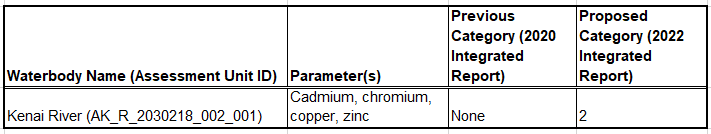 Waterbody Name (Assessment Unit ID) Parameter(s) Previous Category (2020 Integrated Report) Proposed Category (2022 Integrated Report)
Kenai River (AK_R_2030218_002_001) Cadmium, chromium, copper, zinc None 2